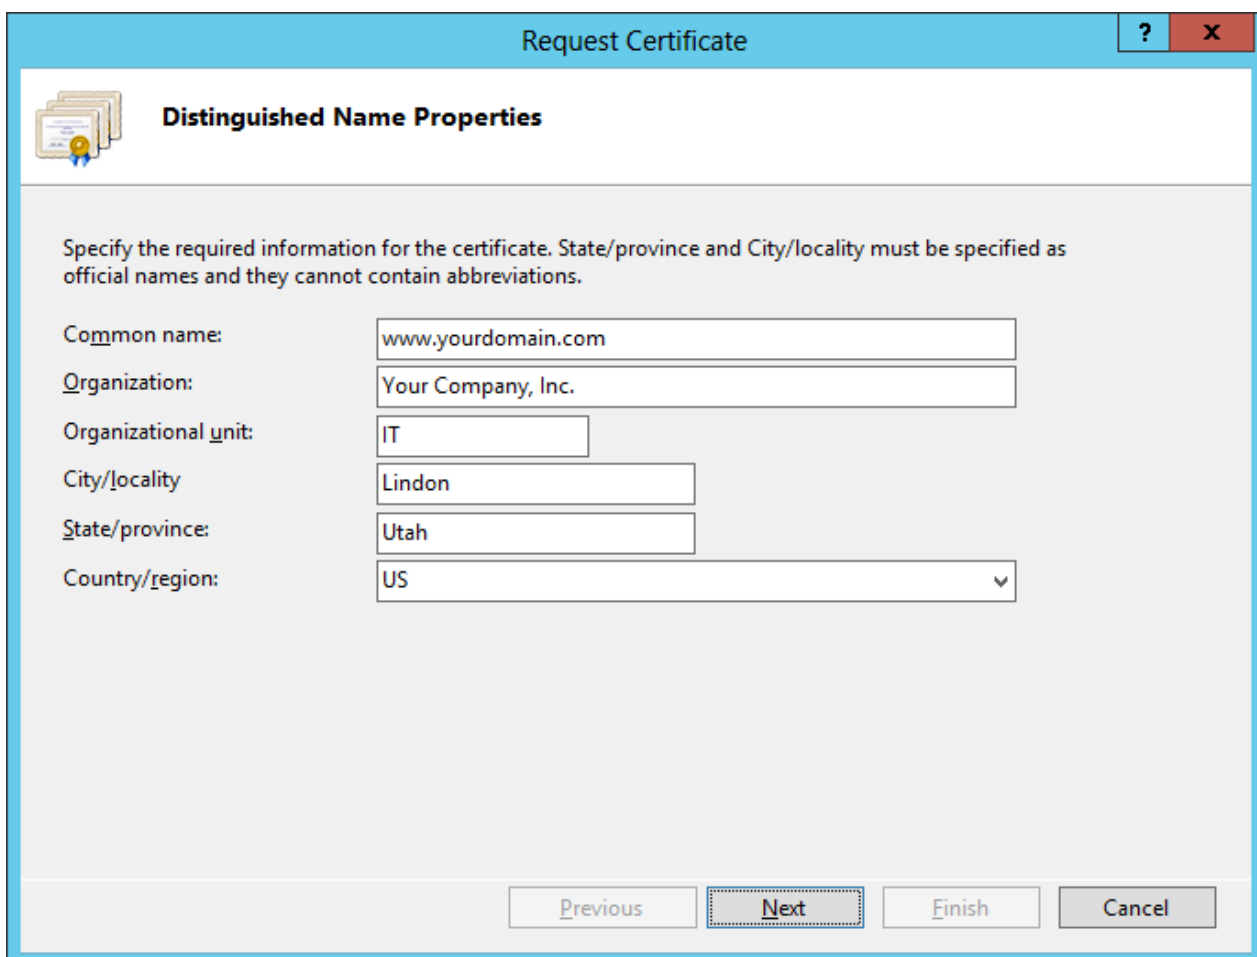 Request Certificate
?
x
Distinguished Name Properties
Specify the required information for the certificate. State/province and City/locality must be specified as
official names and they cannot contain abbreviations.
Common name:
www.yourdomain.com
Organization:
Your Company, Inc.
Organizational unit:
IT
City/locality
Lindon
State/province:
Utah
Country/region:
US
Previous
Next
Finish
Cancel